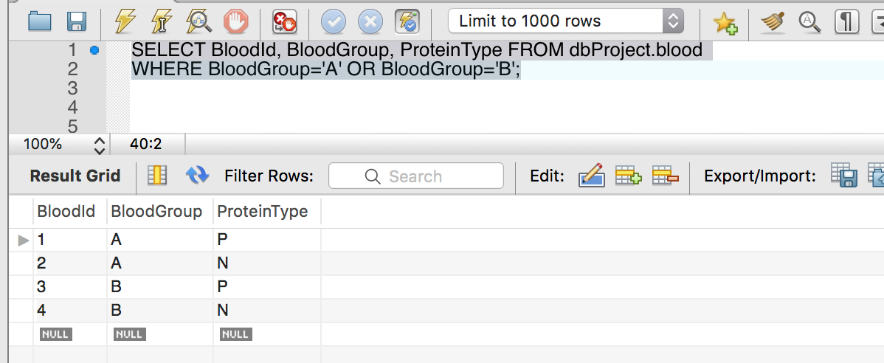 Limit to 1000 rows
1 SELECT BloodId, BloodGroup, ProteinType FROM dbProject.blood
2 WHERE BloodGroup='A' OR BloodGroup='B';
3
4
5
100% 40:2
Result Grid Filter Rows: Search Edit: Export/Import:
BloodId BloodGroup ProteinType
1 A P
2 A N
3 B P
4 B N
NULL NULL NULL